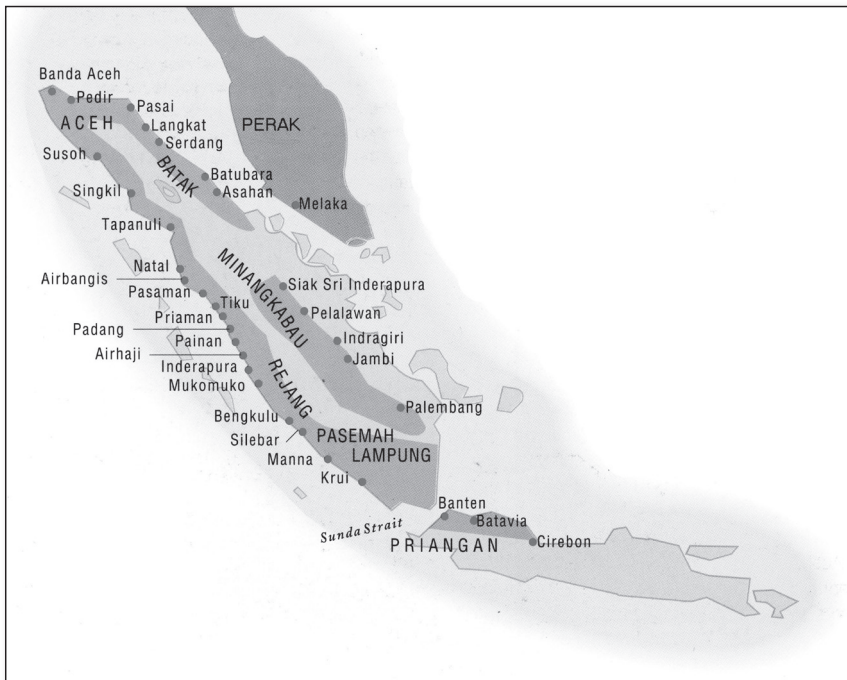 Banda Aceh
Pedir
Pasai
ACEH
Langkat
PERAK
Serdang
Susoh
BATAK
Batubara
Singkil
Asahan
Melaka
Tapanuli
MINANGKABAU
Natal
Airbangis
Siak Sri Inderapura
Pasaman
Tiku
Pelalawan
Priaman
Padang
Painan
Indragiri
Airhaji
Jambi
Inderapura
REJANG
Mukomuko
Palembang
Bengkulu
Silebar
PASEMAH
LAMPUNG
Manna
Krui
Banten
Sunda Strait
Batavia
PRIANGAN
Cirebon